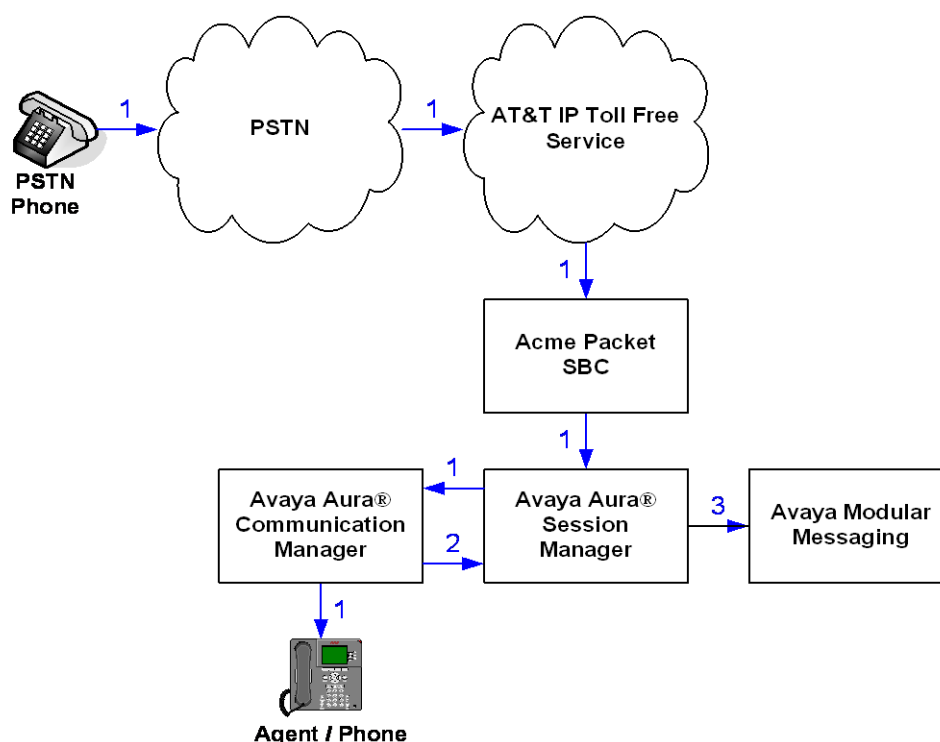 1
1
PSTN
AT&T IP Toll Free
Service
PSTN
Phone
1
Acme Packet
SBC
1
1
Avaya Aura®
Communication
Manager
2
Avaya Aura®
Session
Manager
3
Avaya Modular
Messaging
1
Agent / Phone